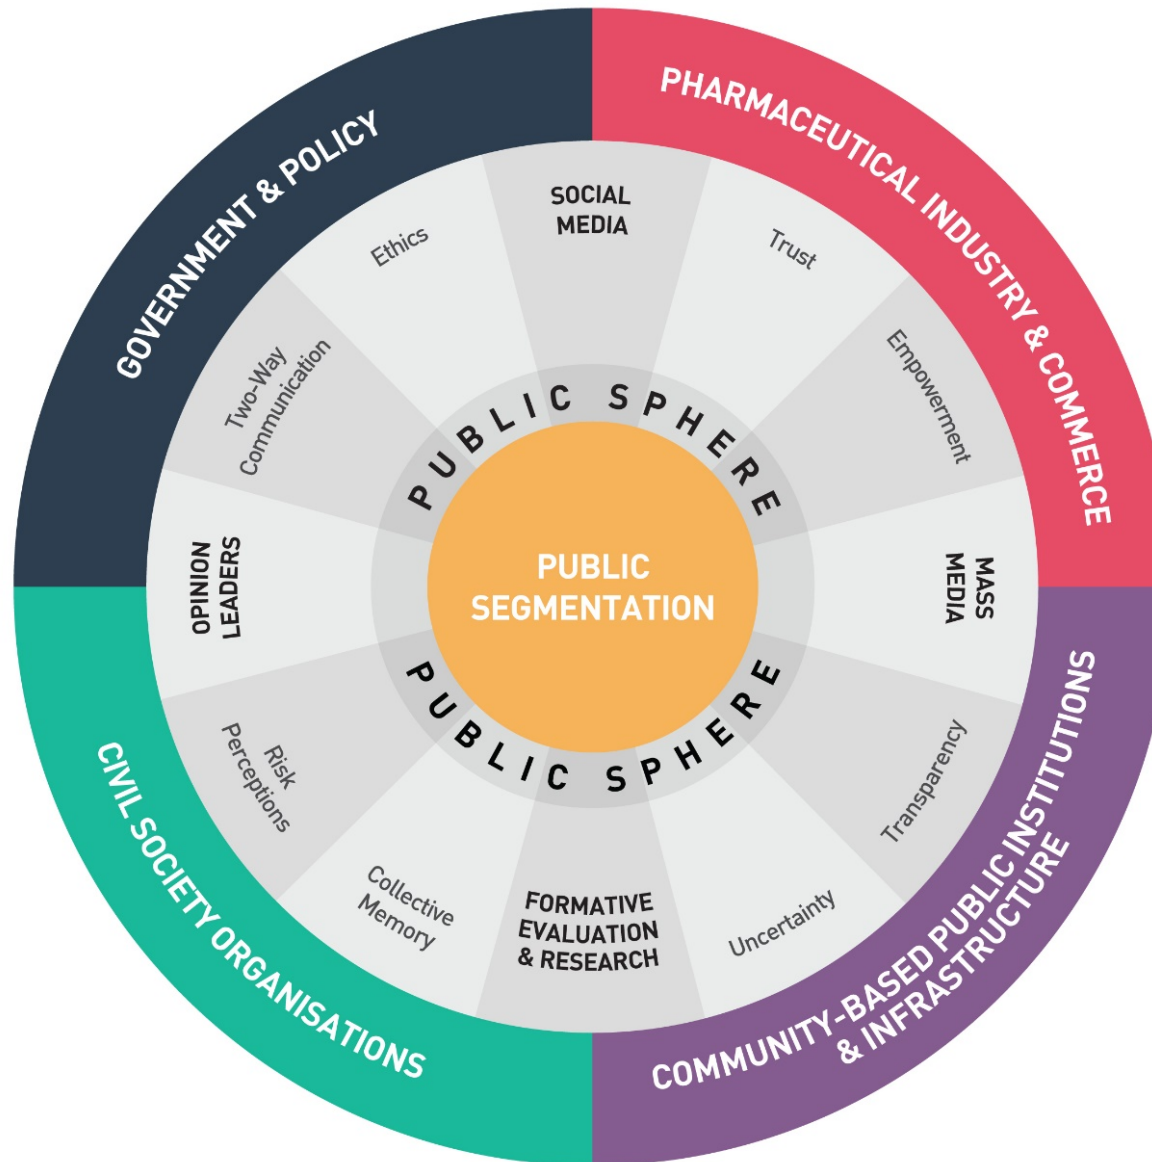 GOVERNMENT & POLICY
PHARMACEUTICAL INDUSTRY & COMMERCE
COMMUNITY-BASED PUBLIC INSTITUTIONS
& INFRASTRUCTURE
CIVIL SOCIETY ORGANISATIONS
SOCIAL
MEDIA
Trust
Empowerment
MASS
MEDIA
Transparency
Uncertainty
FORMATIVE
EVALUATION
& RESEARCH
Collective
Memory
Risk
Perceptions
OPINION
LEADERS
Two-Way
Communication
Ethics
PUBLIC SPHERE
PUBLIC
SEGMENTATION
PUBLIC SPHERE